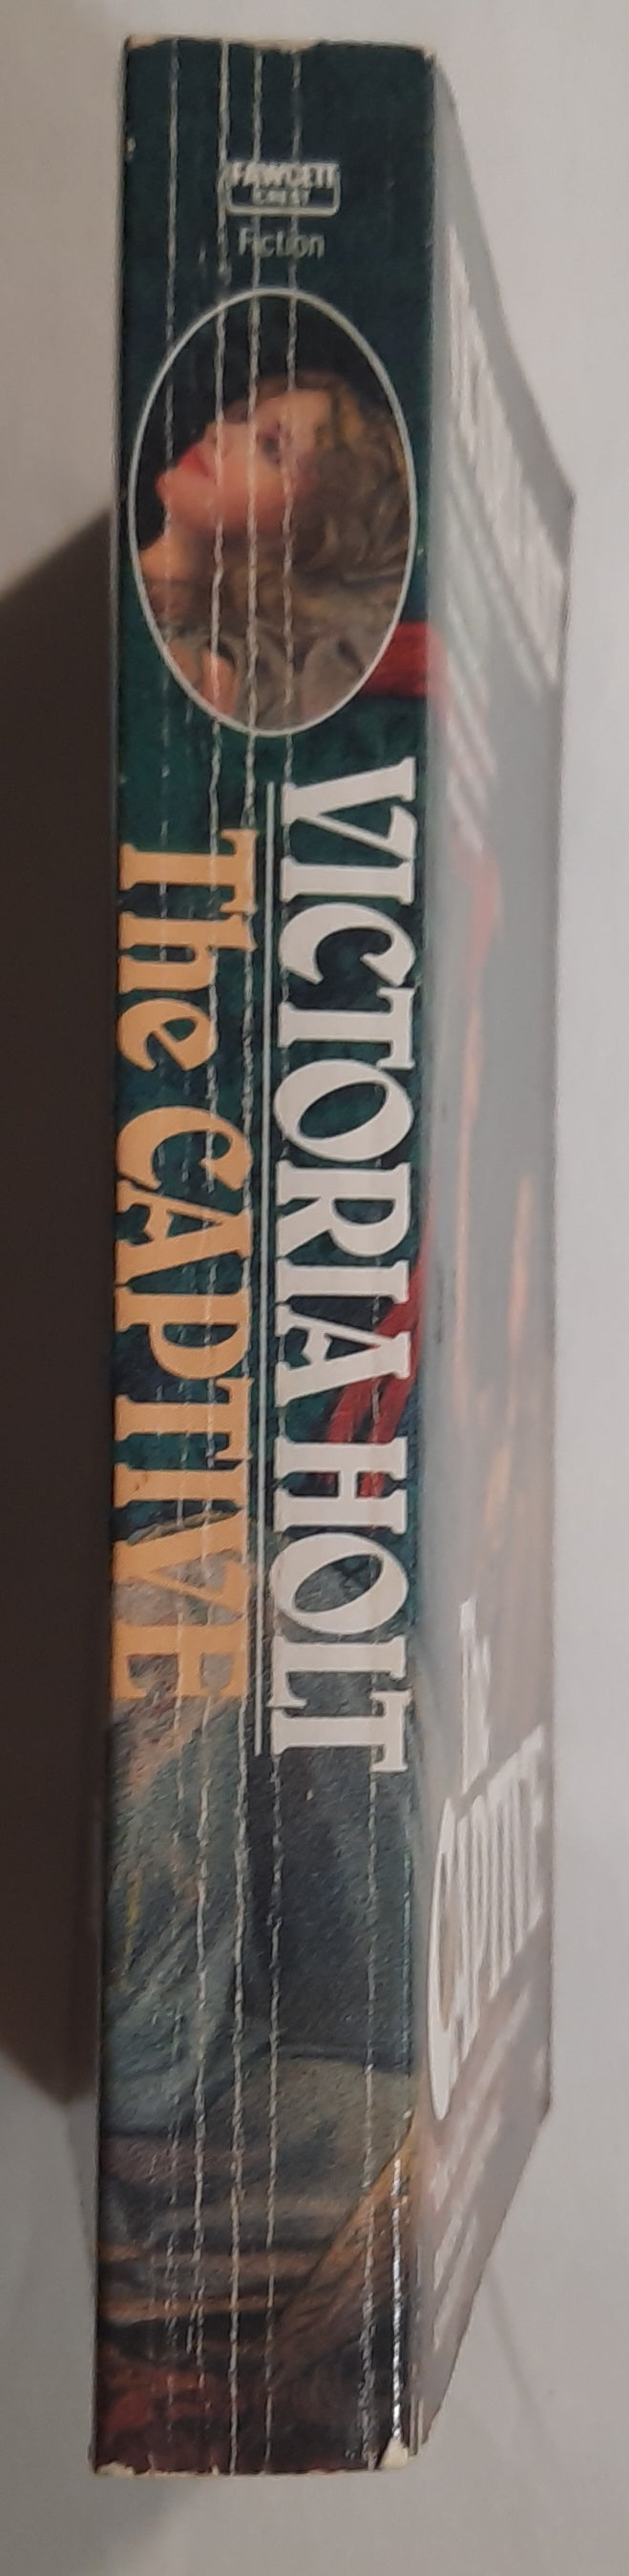 FAWCETT
CREST
Fiction
VICTORIA HOLT
The CAPTIVE